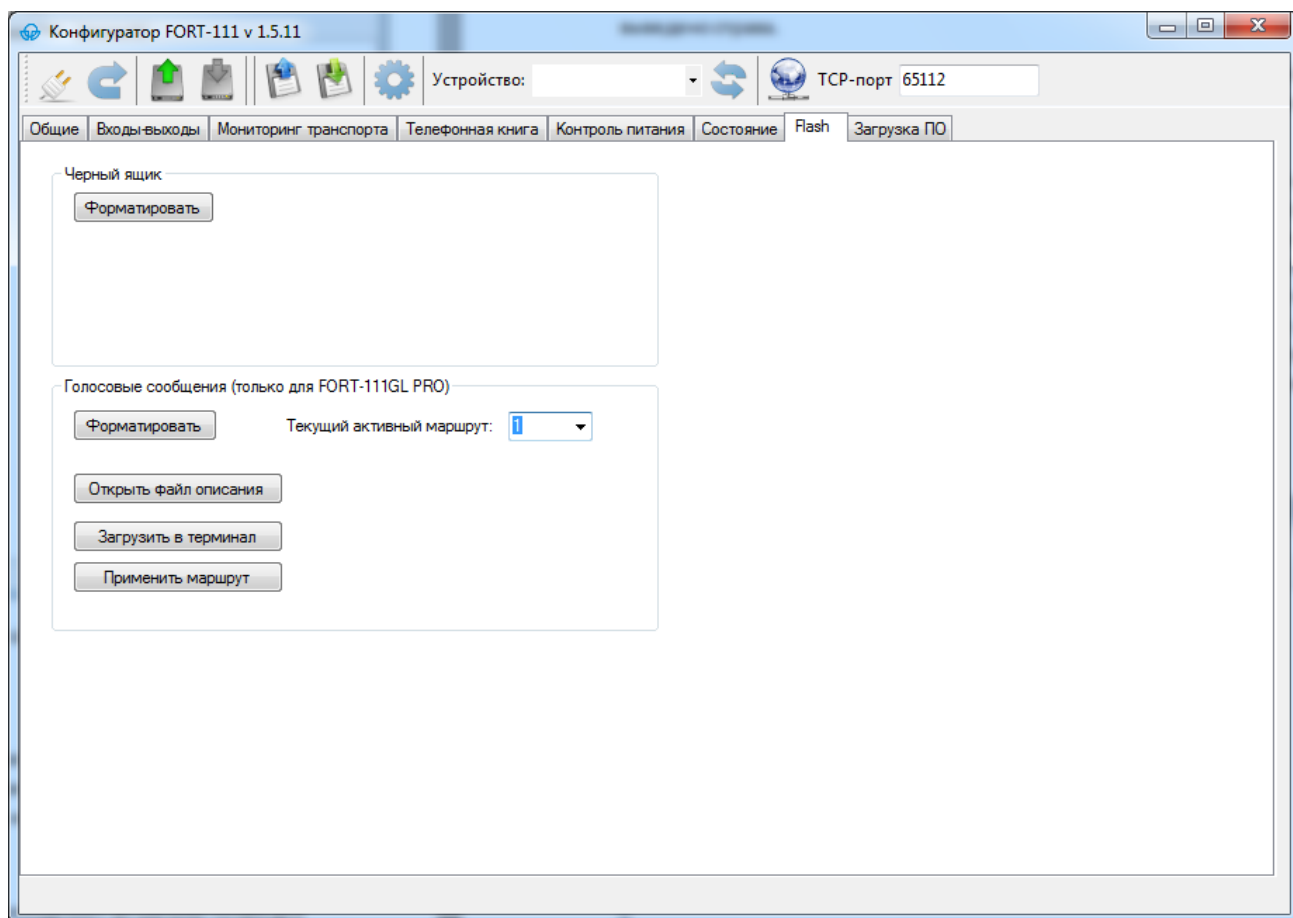 Конфигуратор FORT-111 v 1.5.11
Устройство:
TCP-порт 65112
Общие Входы-выходы Мониторинг транспорта Телефонная книга Контроль питания Состояние Flash Загрузка ПО
Черный ящик
Форматировать
Голосовые сообщения (только для FORT-111GL PRO)
Форматировать Текущий активный маршрут: 1
Открыть файл описания
Загрузить в терминал
Применить маршрут